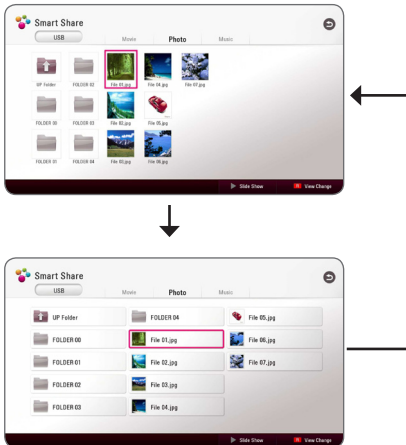 Smart Share
USB
Movie Photo Music
UP Folder FOLDER 02 File 01.jpg File 04.jpg File 07.jpg
FOLDER 00 FOLDER 03 File 02.jpg File 05.jpg
FOLDER 01 FOLDER 04 File 03.jpg File 06.jpg
Slide Show View Change
Smart Share
USB
Movie Photo Music
UP Folder FOLDER 04 File 05.jpg
FOLDER 00 File 01.jpg File 06.jpg
FOLDER 01 File 02.jpg File 07.jpg
FOLDER 02 File 03.jpg
FOLDER 03 File 04.jpg
Slide Show View Change